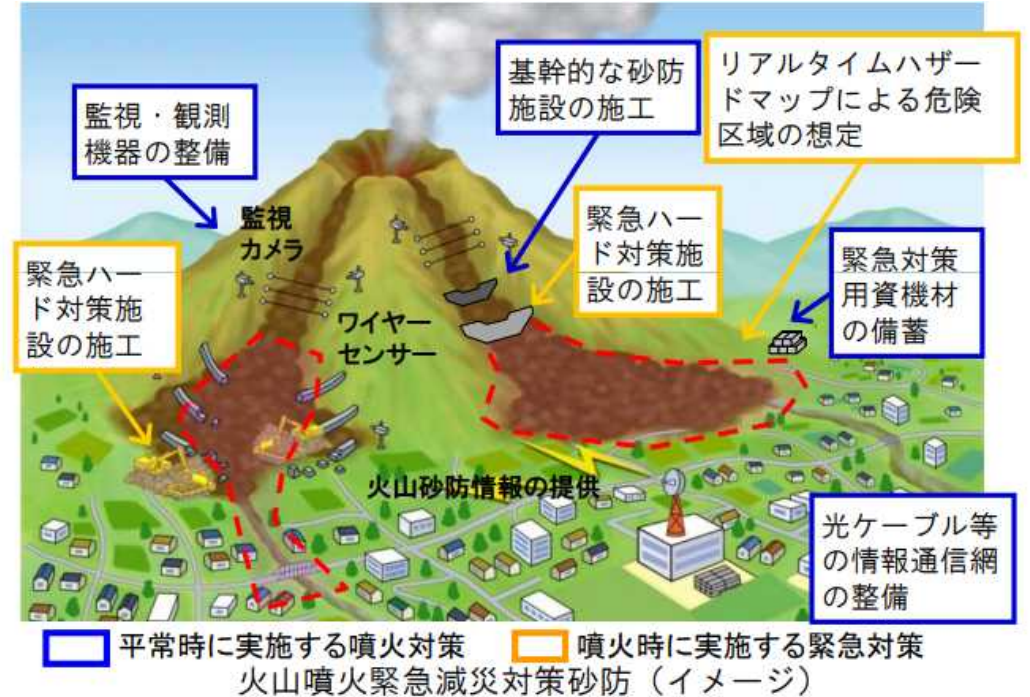 監視・観測
機器の整備
基幹的な砂防
施設の施工
リアルタイムハザー
ドマップによる危険
区域の想定
監視
カメラ
緊急ハー
ド対策施
設の施工
緊急ハー
ド対策施
設の施工
緊急対策
用資機材
の備蓄
ワイヤー
センサー
火山砂防情報の提供
光ケーブル等
の情報通信網
の整備
平常時に実施する噴火対策
噴火時に実施する緊急対策
火山噴火緊急減災対策砂防（イメージ）